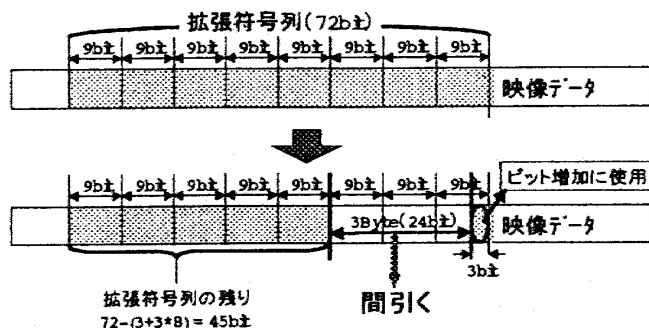 拡張符号列(72bit)
9bit 9bit 9bit 9bit 9bit 9bit 9bit 9bit
映像データ
9bit 9bit 9bit 9bit 9bit 9bit 9bit 9bit
ビット増加に使用
3Byte(24bit)
映像データ
3bit
拡張符号列の残り
間引く
72-(3+3*8)=45bit